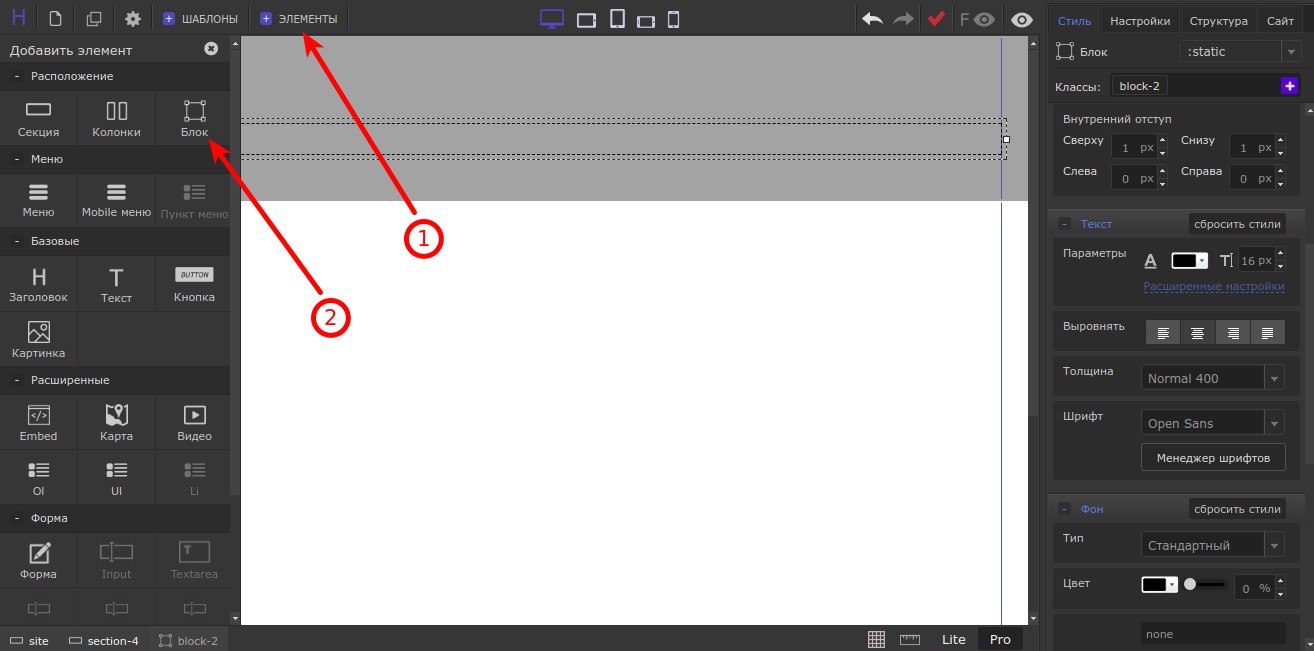 H
ШАБЛОНЫ
ЭЛЕМЕНТЫ
F
Стиль
Настройки
Структура
Сайт
Добавить элемент
- Расположение
Секция
Колонки
Блок
- Меню
Меню
Mobile меню
Пункт меню
- Базовые
H
Заголовок
T
Текст
BUTTON
Кнопка
Картинка
- Расширенные
Embed
Карта
Видео
Ol
Ul
Li
- Форма
Форма
Input
Textarea
1
2
Блок
:static
Классы:
block-2
Внутренний отступ
Сверху
1 px
Снизу
1 px
Слева
0 px
Справа
0 px
- Текст
сбросить стили
Параметры
A
T
16 px
Расширенные настройки
Выровнять
Толщина
Normal 400
Шрифт
Open Sans
Менеджер шрифтов
- Фон
сбросить стили
Тип
Стандартный
Цвет
0 %
none
site
section-4
block-2
Lite
Pro